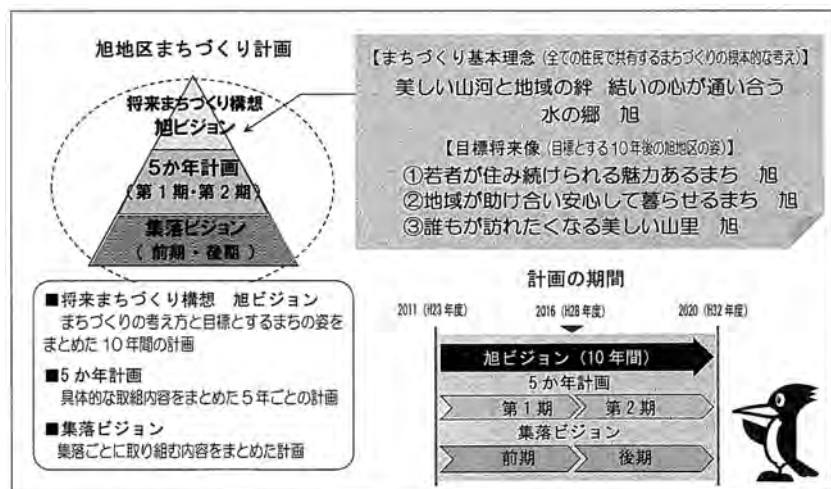 旭地区まちづくり計画
将来まちづくり構想
旭ビジョン
5か年計画
(第1期・第2期)
集落ビジョン
(前期・後期)
【まちづくり基本理念(全ての住民で共有するまちづくりの根本的な考え)】
美しい山河と地域の絆 結いの心が通い合う
水の郷 旭
【目標将来像(目標とする10年後の旭地区の姿)】
①若者が住み続けられる魅力あるまち 旭
②地域が助け合い安心して暮らせるまち 旭
③誰もが訪れたくなる美しい山里 旭
■将来まちづくり構想 旭ビジョン
まちづくりの考え方と目標とするまちの姿を
まとめた10年間の計画
■5か年計画
具体的な取組内容をまとめた5年ごとの計画
■集落ビジョン
集落ごとに取り組む内容をまとめた計画
計画の期間
2011(H23年度) 2016(H28年度) 2020(H32年度)
旭ビジョン(10年間)
5か年計画
第1期 第2期
集落ビジョン
前期 後期